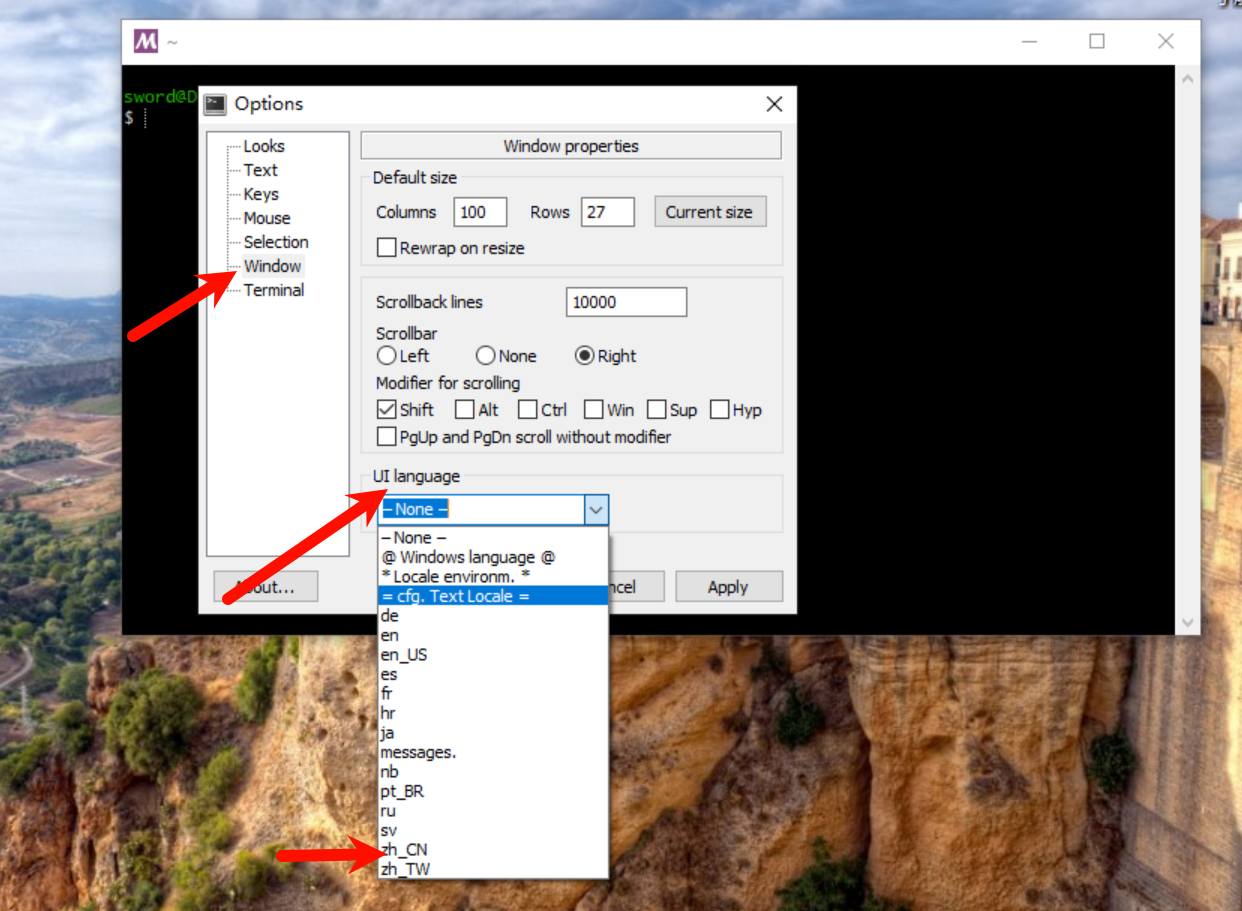 ~
sword@D
$
Options
Looks
Text
Keys
Mouse
Selection
Window
Terminal
Window properties
Default size
Columns 100 Rows 27 Current size
Rewrap on resize
Scrollback lines 10000
Scrollbar
Left None Right
Modifier for scrolling
Shift Alt Ctrl Win Sup Hyp
PgUp and PgDn scroll without modifier
UI language
– None –
– None –
@ Windows language @
* Locale environm. *
= cfg. Text Locale =
de
en
en_US
es
fr
hr
ja
messages.
nb
pt_BR
ru
sv
zh_CN
zh_TW
out... ncel Apply